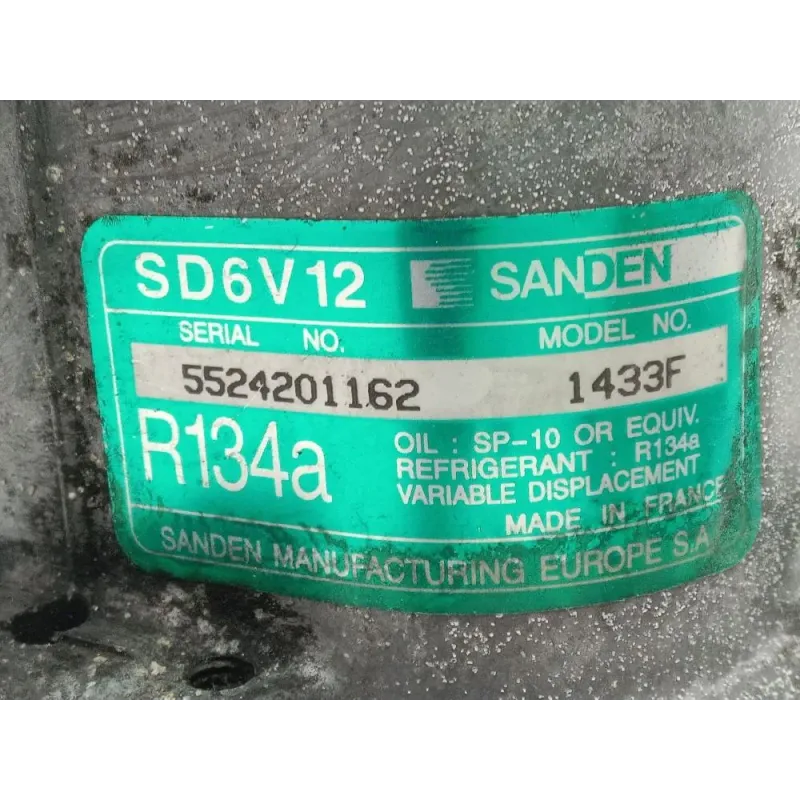 SD6V12 SANDEN
SERIAL NO. MODEL NO.
5524201162 1433F
R134a
OIL : SP-10 OR EQUIV.
REFRIGERANT : R134a
VARIABLE DISPLACEMENT
MADE IN FRANCE
SANDEN MANUFACTURING EUROPE S.A